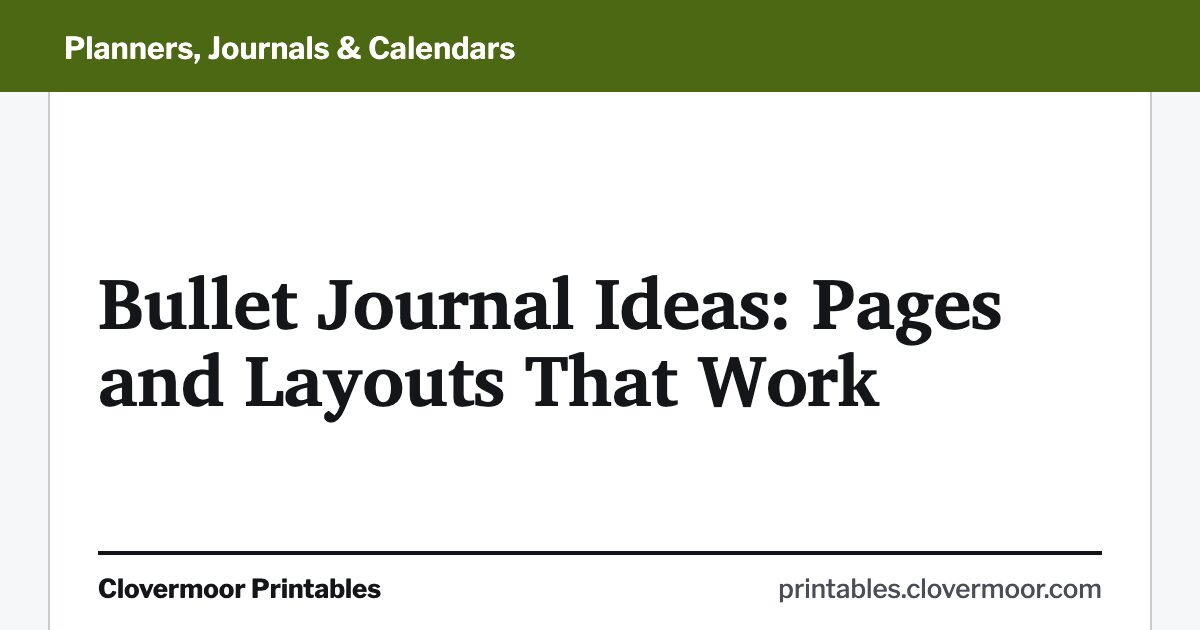 Planners, Journals & Calendars
Bullet Journal Ideas: Pages
and Layouts That Work
Clovermoor Printables
printables.clovermoor.com